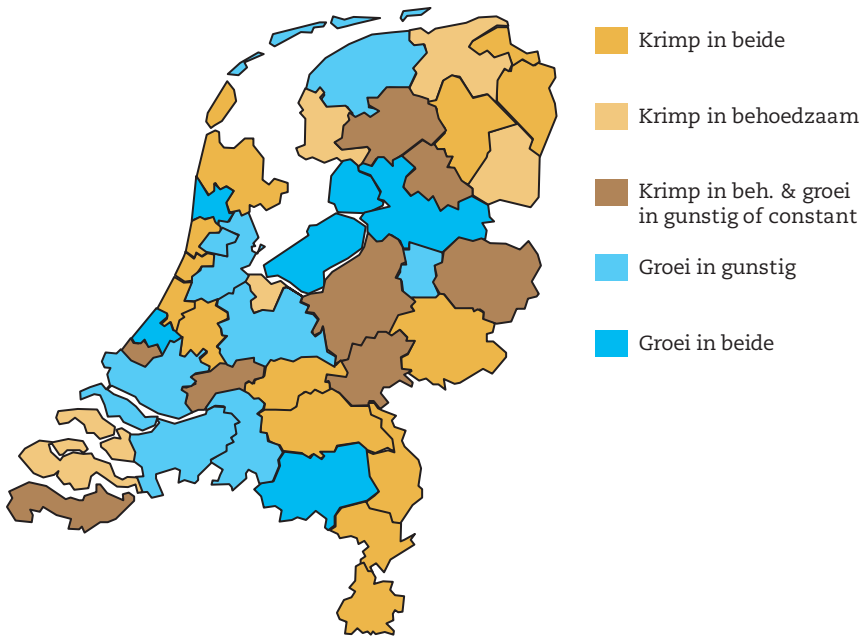 Krimp in beide
Krimp in behoedzaam
Krimp in beh. & groei
in gunstig of constant
Groei in gunstig
Groei in beide